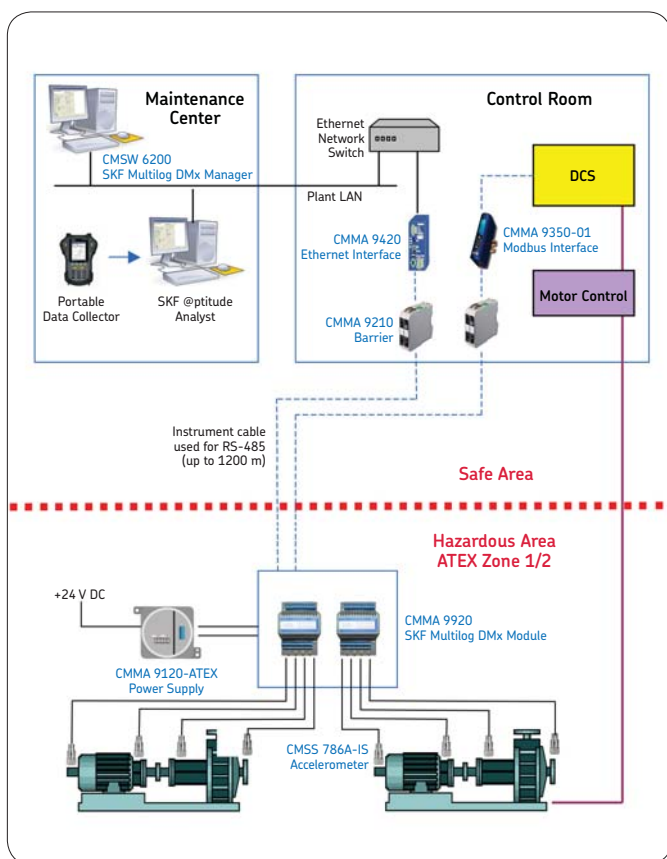 Maintenance
Center
CMSW 6200
SKF Multilog DMx Manager
Portable
Data Collector
SKF @ptitude
Analyst
Plant LAN
Control Room
Ethernet
Network
Switch
DCS
CMMA 9420
Ethernet Interface
CMMA 9350-01
Modbus Interface
Motor Control
CMMA 9210
Barrier
Instrument cable
used for RS-485
(up to 1200 m)
Safe Area
Hazardous Area
ATEX Zone 1/2
+24 V DC
CMMA 9920
SKF Multilog DMx Module
CMMA 9120-ATEX
Power Supply
CMSS 786A-IS
Accelerometer